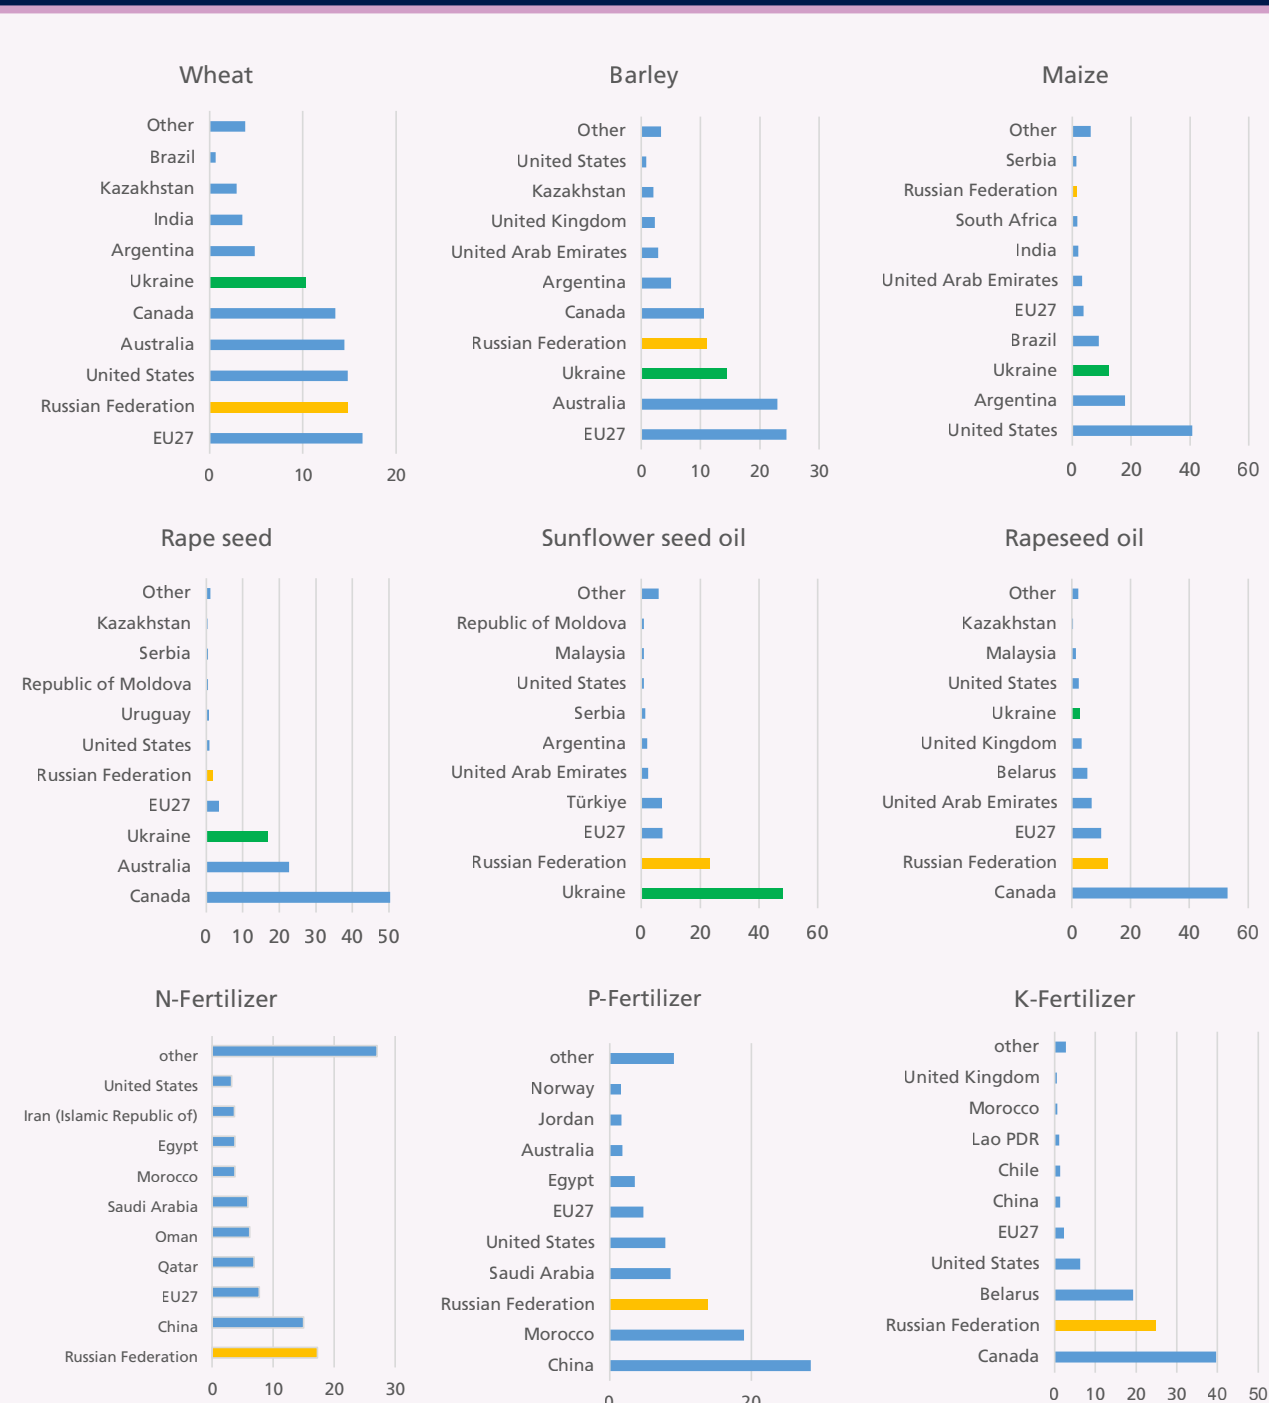 Wheat
Other
Brazil
Kazakhstan
India
Argentina
Ukraine
Canada
Australia
United States
Russian Federation
EU27
0 10 20
Barley
Other
United States
Kazakhstan
United Kingdom
United Arab Emirates
Argentina
Canada
Russian Federation
Ukraine
Australia
EU27
0 10 20 30
Maize
Other
Serbia
Russian Federation
South Africa
India
United Arab Emirates
EU27
Brazil
Ukraine
Argentina
United States
0 20 40 60
Rape seed
Other
Kazakhstan
Serbia
Republic of Moldova
Uruguay
United States
Russian Federation
EU27
Ukraine
Australia
Canada
0 10 20 30 40 50
Sunflower seed oil
Other
Republic of Moldova
Malaysia
United States
Serbia
Argentina
United Arab Emirates
Türkiye
EU27
Russian Federation
Ukraine
0 20 40 60
Rapeseed oil
Other
Kazakhstan
Malaysia
United States
Ukraine
United Kingdom
Belarus
United Arab Emirates
EU27
Russian Federation
Canada
0 20 40 60
N-Fertilizer
other
United States
Iran (Islamic Republic of)
Egypt
Morocco
Saudi Arabia
Oman
Qatar
EU27
China
Russian Federation
0 10 20 30
P-Fertilizer
other
Norway
Jordan
Australia
Egypt
EU27
United States
Saudi Arabia
Russian Federation
Morocco
China
0 20
K-Fertilizer
other
United Kingdom
Morocco
Lao PDR
Chile
China
EU27
United States
Belarus
Russian Federation
Canada
0 10 20 30 40 50